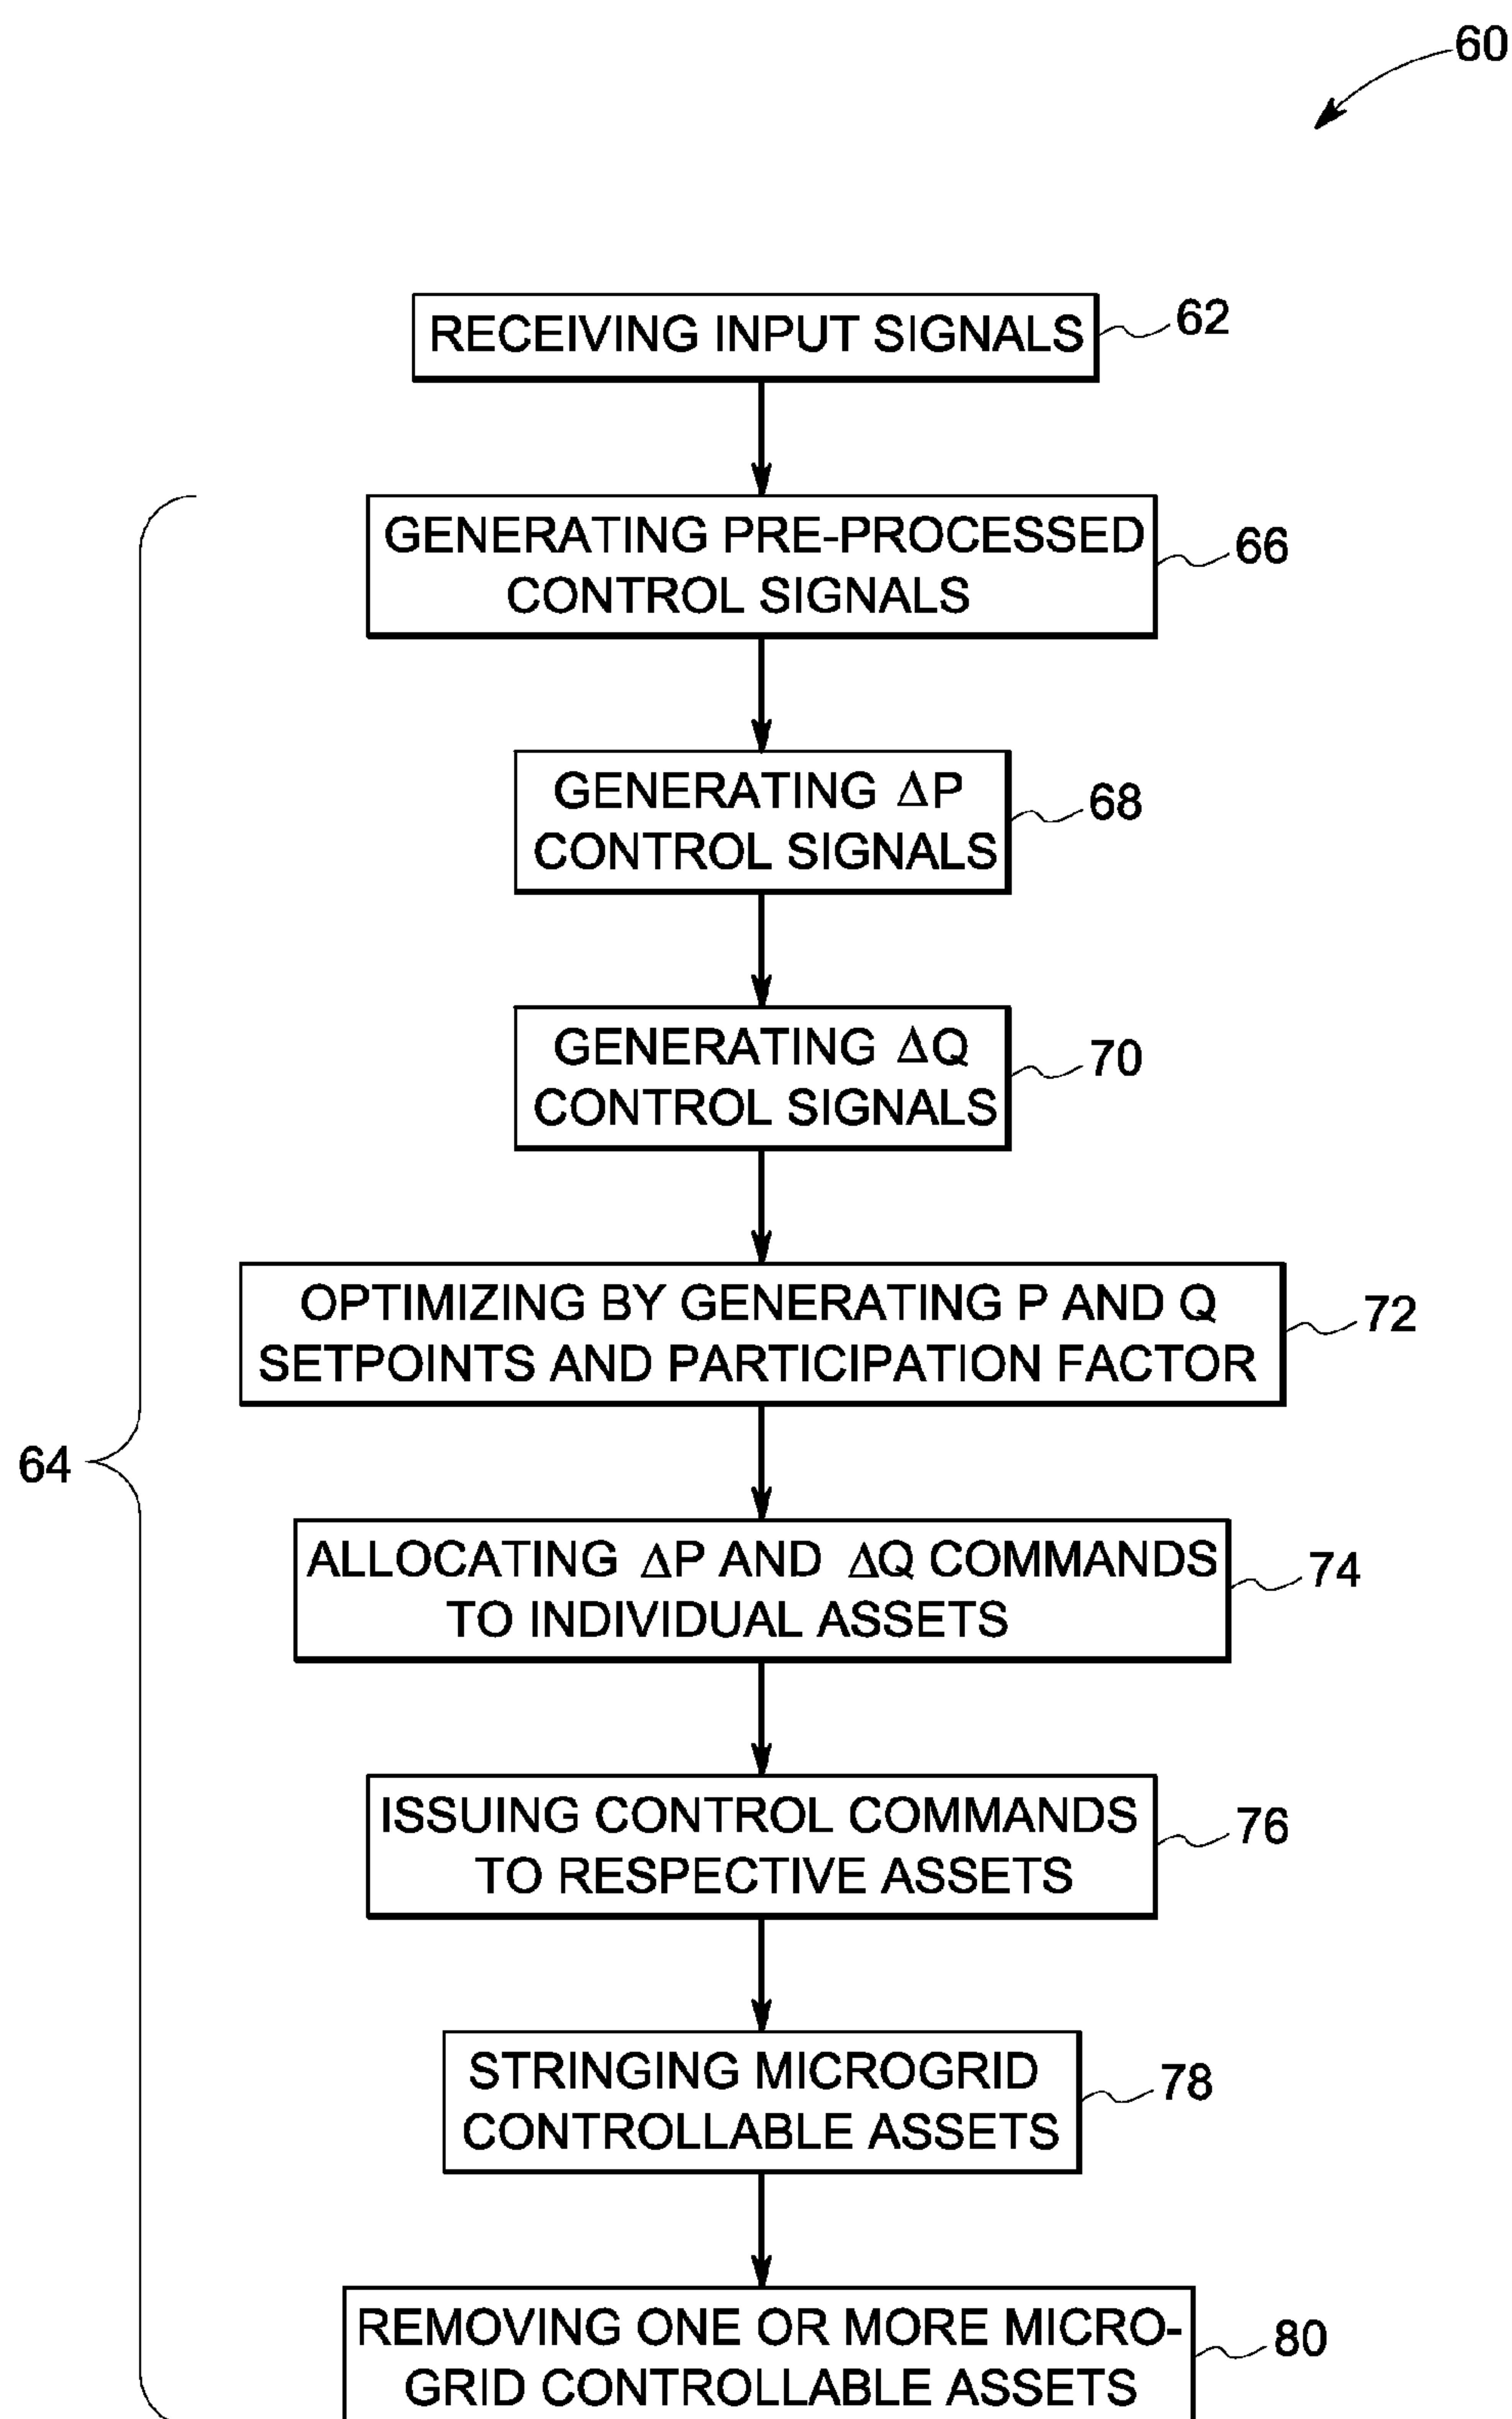 60
RECEIVING INPUT SIGNALS
62
GENERATING PRE-PROCESSED
CONTROL SIGNALS
66
GENERATING ΔP
CONTROL SIGNALS
68
GENERATING ΔQ
CONTROL SIGNALS
70
OPTIMIZING BY GENERATING P AND Q
SETPOINTS AND PARTICIPATION FACTOR
72
64
ALLOCATING ΔP AND ΔQ COMMANDS
TO INDIVIDUAL ASSETS
74
ISSUING CONTROL COMMANDS
TO RESPECTIVE ASSETS
76
STRINGING MICROGRID
CONTROLLABLE ASSETS
78
REMOVING ONE OR MORE MICRO-
GRID CONTROLLABLE ASSETS
80